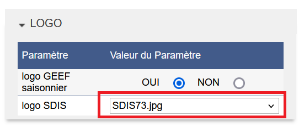 LOGO
Paramètre Valeur du Paramètre
logo GEEF saisonnier OUI NON
logo SDIS SDIS73.jpg